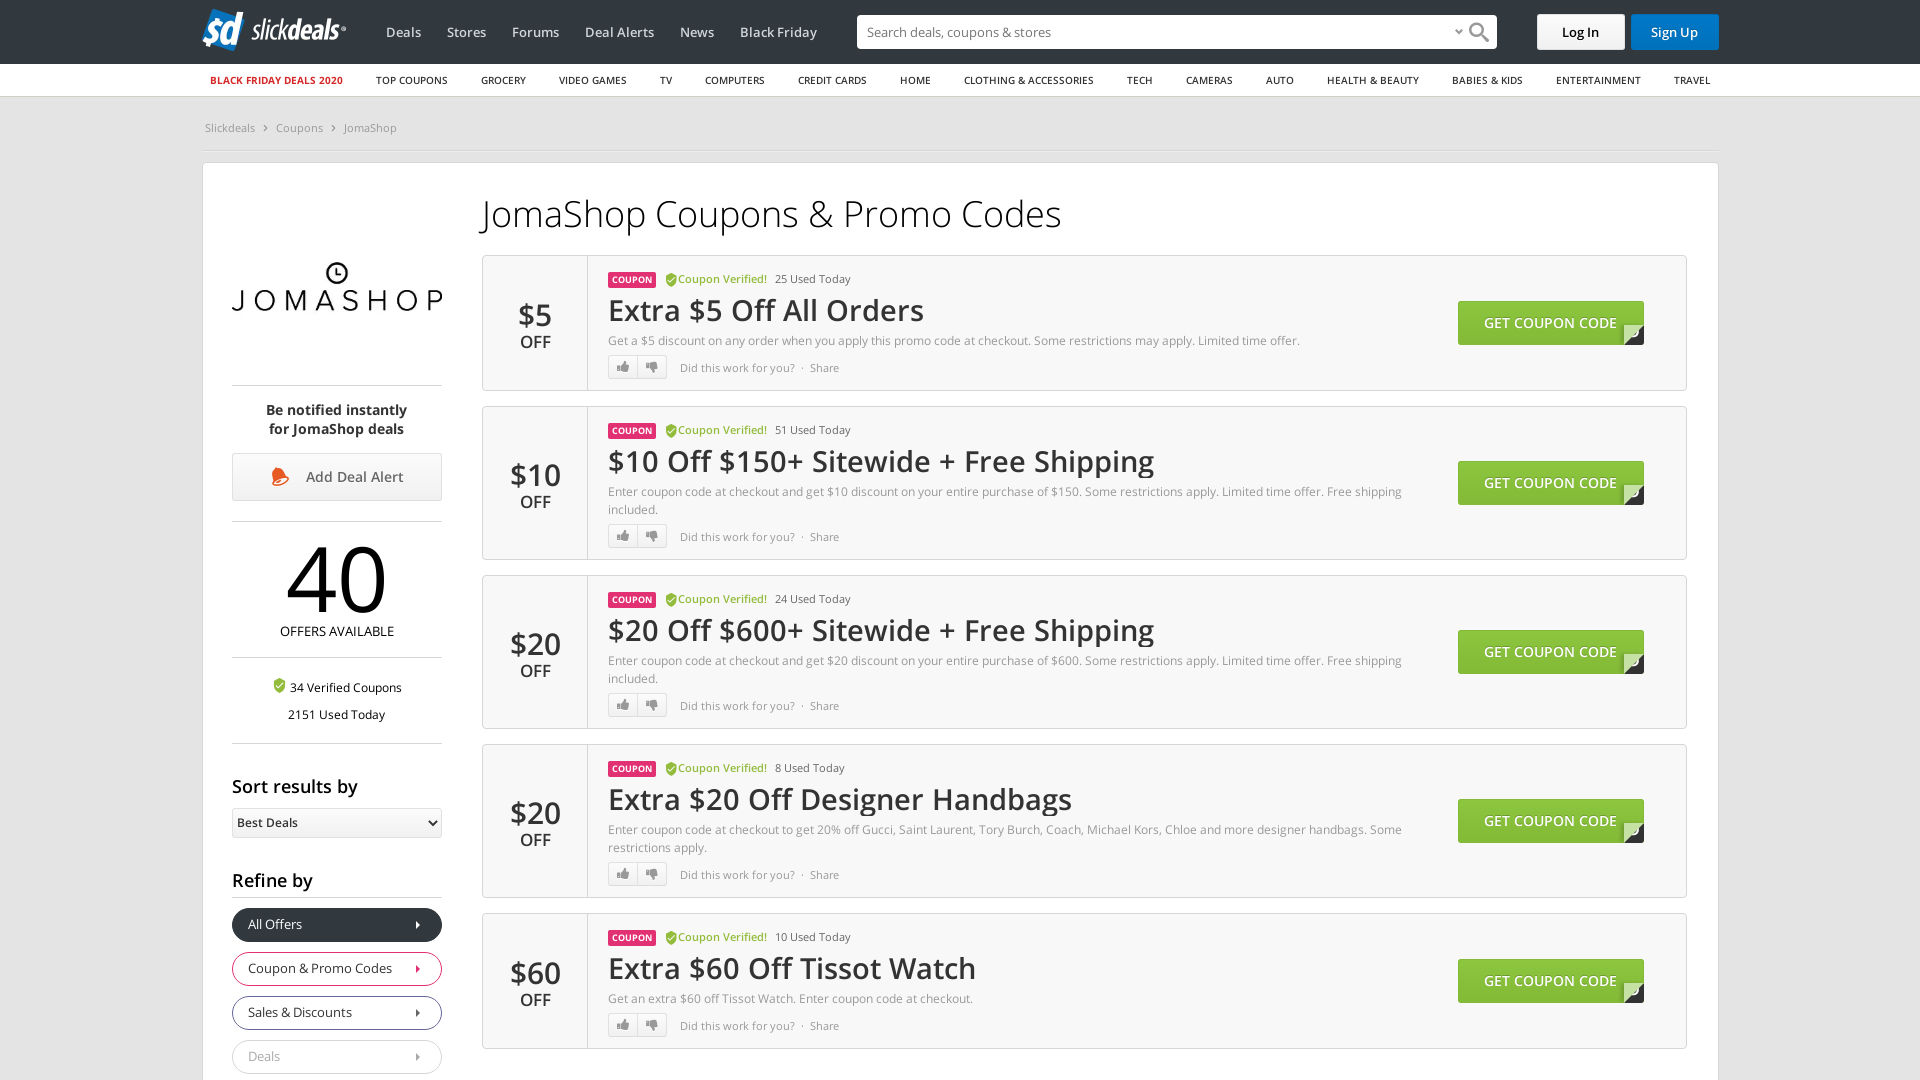 slickdeals
Deals
Stores
Forums
Deal Alerts
News
Black Friday
Search deals, coupons & stores
Log In
Sign Up
BLACK FRIDAY DEALS 2020
TOP COUPONS
GROCERY
VIDEO GAMES
TV
COMPUTERS
CREDIT CARDS
HOME
CLOTHING & ACCESSORIES
TECH
CAMERAS
AUTO
HEALTH & BEAUTY
BABIES & KIDS
ENTERTAINMENT
TRAVEL
Slickdeals > Coupons > JomaShop
JOMASHOP
Be notified instantly
for JomaShop deals
Add Deal Alert
40
OFFERS AVAILABLE
34 Verified Coupons
2151 Used Today
Sort results by
Best Deals
Refine by
All Offers
Coupon & Promo Codes
Sales & Discounts
Deals
JomaShop Coupons & Promo Codes
$5
OFF
COUPON Coupon Verified! 25 Used Today
Extra $5 Off All Orders
Get a $5 discount on any order when you apply this promo code at checkout. Some restrictions may apply. Limited time offer.
Did this work for you? · Share
GET COUPON CODE
$10
OFF
COUPON Coupon Verified! 51 Used Today
$10 Off $150+ Sitewide + Free Shipping
Enter coupon code at checkout and get $10 discount on your entire purchase of $150. Some restrictions apply. Limited time offer. Free shipping
included.
Did this work for you? · Share
GET COUPON CODE
$20
OFF
COUPON Coupon Verified! 24 Used Today
$20 Off $600+ Sitewide + Free Shipping
Enter coupon code at checkout and get $20 discount on your entire purchase of $600. Some restrictions apply. Limited time offer. Free shipping
included.
Did this work for you? · Share
GET COUPON CODE
$20
OFF
COUPON Coupon Verified! 8 Used Today
Extra $20 Off Designer Handbags
Enter coupon code at checkout to get 20% off Gucci, Saint Laurent, Tory Burch, Coach, Michael Kors, Chloe and more designer handbags. Some
restrictions apply.
Did this work for you? · Share
GET COUPON CODE
$60
OFF
COUPON Coupon Verified! 10 Used Today
Extra $60 Off Tissot Watch
Get an extra $60 off Tissot Watch. Enter coupon code at checkout.
Did this work for you? · Share
GET COUPON CODE